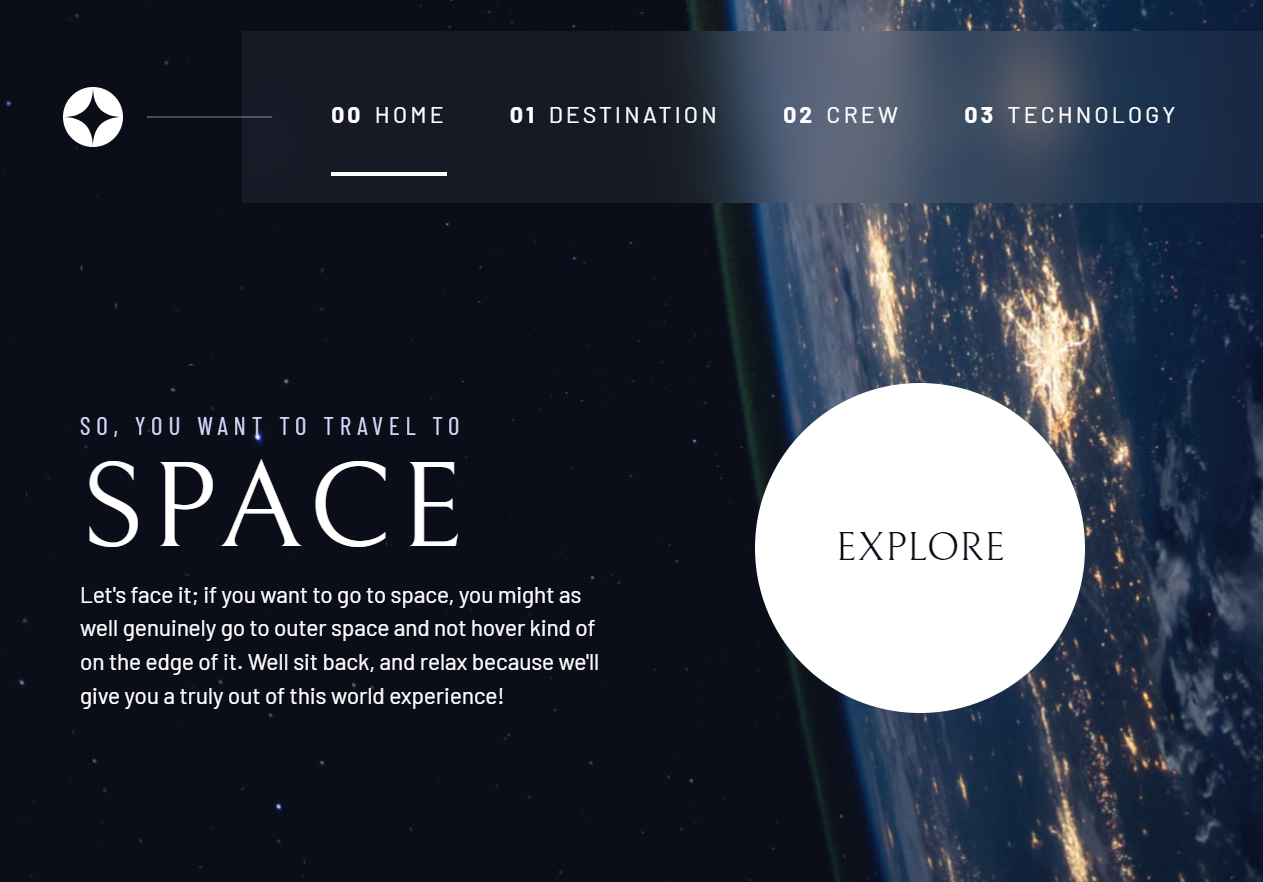 00 HOME 01 DESTINATION 02 CREW 03 TECHNOLOGY
SO, YOU WANT TO TRAVEL TO
SPACE
Let's face it; if you want to go to space, you might as
well genuinely go to outer space and not hover kind of
on the edge of it. Well sit back, and relax because we'll
give you a truly out of this world experience!
EXPLORE